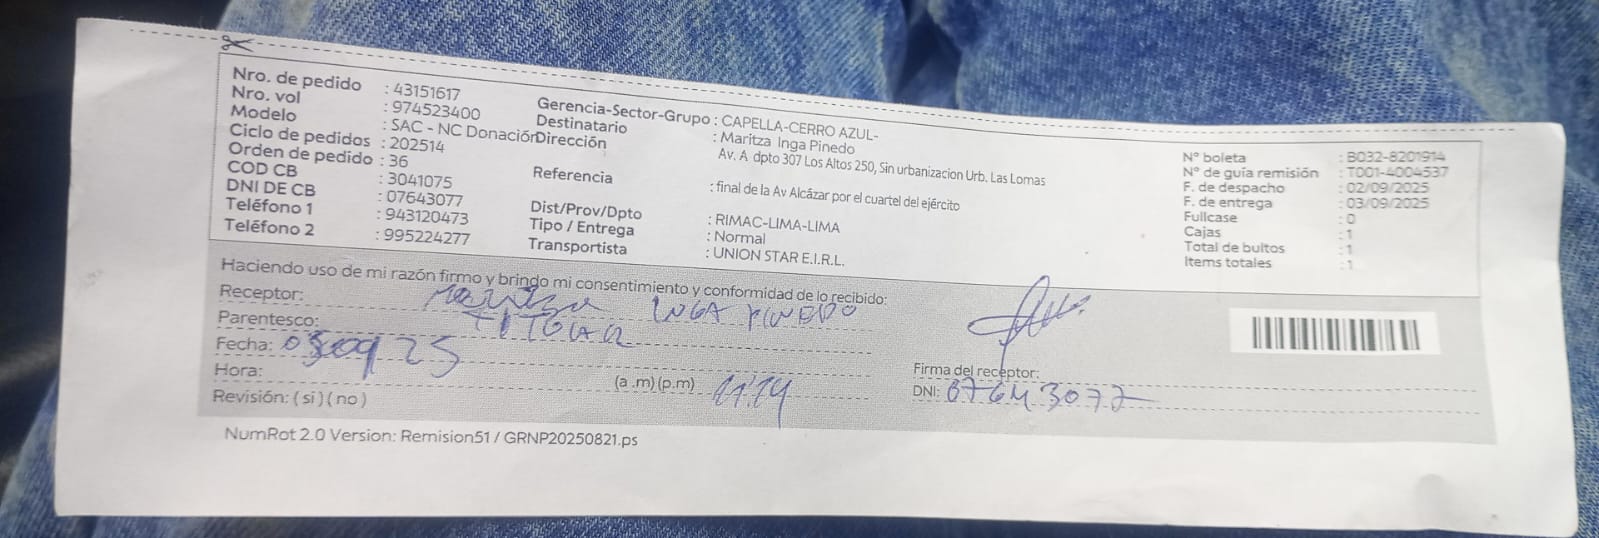 Nro. de pedido : 43151617
Nro. vol : 974523400
Modelo : SAC - NC Donación
Ciclo de pedidos : 202514
Orden de pedido : 36
COD CB : 3041075
DNI DE CB : 07643077
Teléfono 1 : 943120473
Teléfono 2 : 995224277
Gerencia-Sector-Grupo : CAPELLA-CERRO AZUL-
Destinatario : Maritza Inga Pinedo
Dirección Av. A dpto 307 Los Altos 250, Sin urbanizacion Urb. Las Lomas
Referencia : final de la Av Alcázar por el cuartel del ejército
Dist/Prov/Dpto : RIMAC-LIMA-LIMA
Tipo / Entrega : Normal
Transportista : UNION STAR E.I.R.L.
N° boleta : B032-8201914
N° de guía remisión : T001-4004537
F. de despacho : 02/09/2025
F. de entrega : 03/09/2025
Fullcase : 0
Cajas : 1
Total de bultos : 1
Items totales : 1
Haciendo uso de mi razón firmo y brindo mi consentimiento y conformidad de lo recibido:
Receptor: Maritza INGA PINEDO
Parentesco: TITULAR
Fecha: 25
Hora: (a .m) (p.m)
Revisión: ( si ) ( no )
Firma del receptor:
DNI: 07643077
NumRot 2.0 Version: Remision51 / GRNP20250821.ps